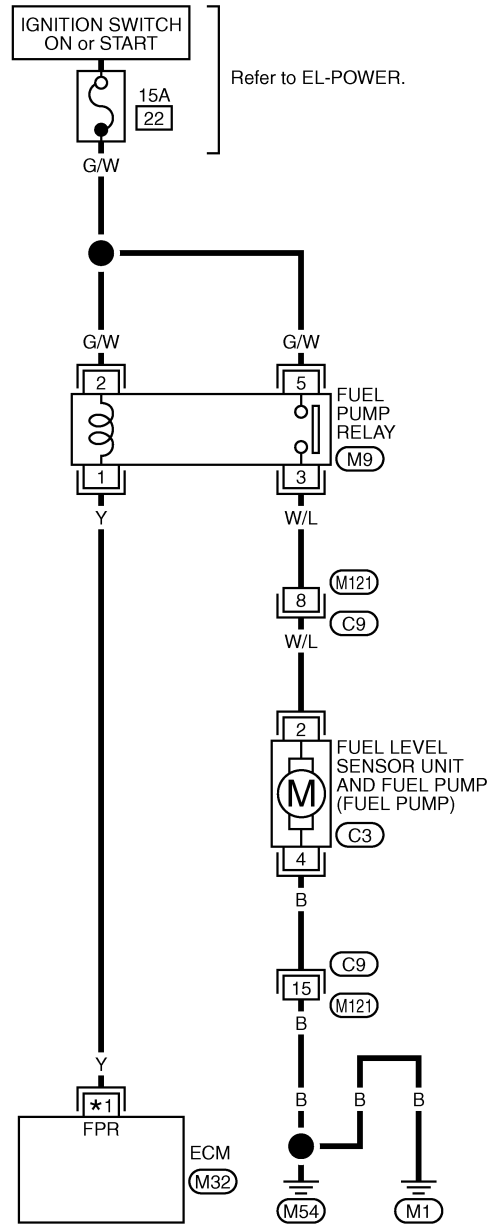 IGNITION SWITCH
ON or START
Refer to EL-POWER.
15A
22
G/W
G/W
G/W
2
5
FUEL
PUMP
RELAY
M9
1
3
Y
W/L
M121
8
C9
W/L
2
FUEL LEVEL
SENSOR UNIT
AND FUEL PUMP
(FUEL PUMP)
M
C3
4
B
C9
15
M121
B
Y
B
B
B
*1
FPR
ECM
M32
M54
M1